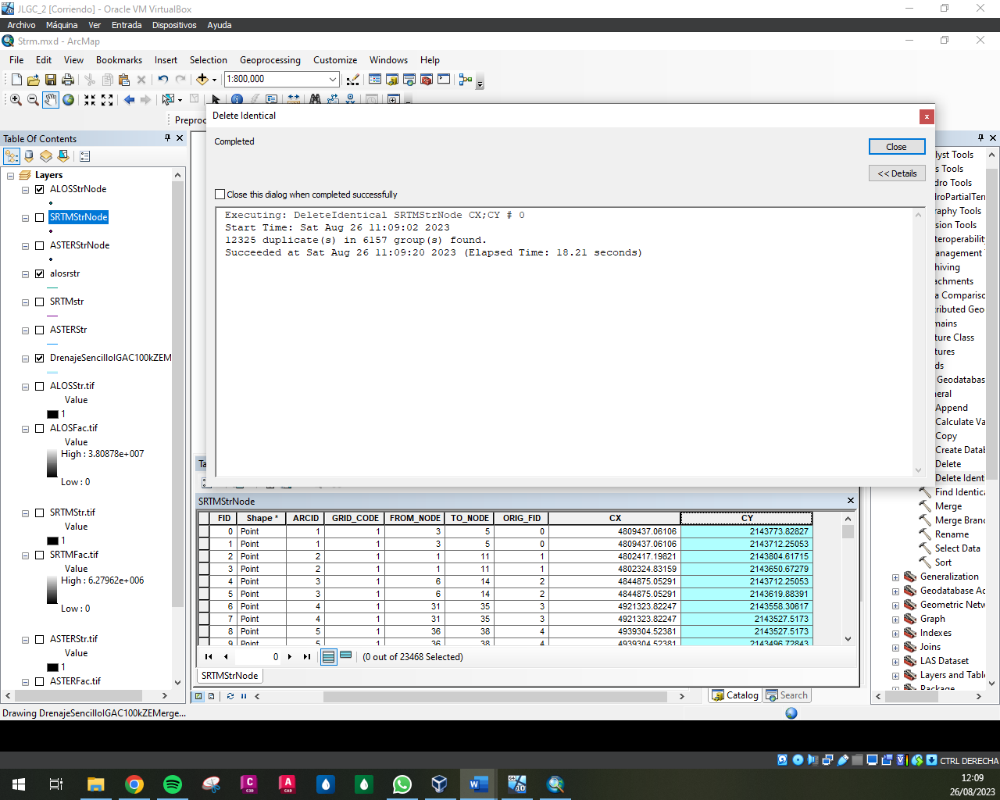 JLGC_2 [Corriendo] - Oracle VM VirtualBox
Archivo Máquina Ver Entrada Dispositivos Ayuda
Strm.mxd - ArcMap
File Edit View Bookmarks Insert Selection Geoprocessing Customize Windows Help
1:800,000
Preproc
Delete Identical
Completed
Close
<< Details
Close this dialog when completed successfully
Executing: DeleteIdentical SRTMStrNode CX;CY # 0
Start Time: Sat Aug 26 11:09:02 2023
12325 duplicate(s) in 6157 group(s) found.
Succeeded at Sat Aug 26 11:09:20 2023 (Elapsed Time: 18.21 seconds)
Table Of Contents
Layers
ALOSStrNode
SRTMStrNode
ASTERStrNode
alosrstr
SRTMstr
ASTERStr
DrenajeSencilloIGAC100kZEM
ALOSStr.tif
Value
1
ALOSFac.tif
Value
High : 3.80878e+007
Low : 0
SRTMStr.tif
Value
1
SRTMFac.tif
Value
High : 6.27962e+006
Low : 0
ASTERStr.tif
Value
1
ASTERFac.tif
Ta
SRTMStrNode
FID Shape * ARCID GRID_CODE FROM_NODE TO_NODE ORIG_FID CX CY
0 Point 1 1 3 5 0 4809437.06106 2143773.82827
1 Point 1 1 3 5 0 4809437.06106 2143712.25053
2 Point 2 1 1 11 1 4802417.19821 2143804.61715
3 Point 2 1 1 11 1 4802324.83159 2143650.67279
4 Point 3 1 6 14 2 4844875.05291 2143712.25053
5 Point 3 1 6 14 2 4844875.05291 2143619.88391
6 Point 4 1 31 35 3 4921323.82247 2143558.30617
7 Point 4 1 31 35 3 4921323.82247 2143527.5173
8 Point 5 1 36 38 4 4939304.52381 2143527.5173
9 Point 5 1 36 38 4 4939304.52381 2143496.72843
0
(0 out of 23468 Selected)
SRTMStrNode
lyst Tools
s Tools
dro Tools
droPartialTerr
raphy Tools
rsion Tools
nteroperability
anagement
hiving
achments
a Compariso
ributed Geo
mains
ture Class
tures
ds
Geodatabas
neral
Append
Calculate Va
Copy
Create Datab
Delete
Delete Ident
Find Identica
Merge
Merge Branc
Rename
Select Data
Sort
Generalization
Geodatabase Ad
Geometric Netw
Graph
Indexes
Joins
LAS Dataset
Layers and Table
Package
Catalog Search
Drawing DrenajeSencilloIGAC100kZEMerge...
CTRL DERECHA
12:09
26/08/2023